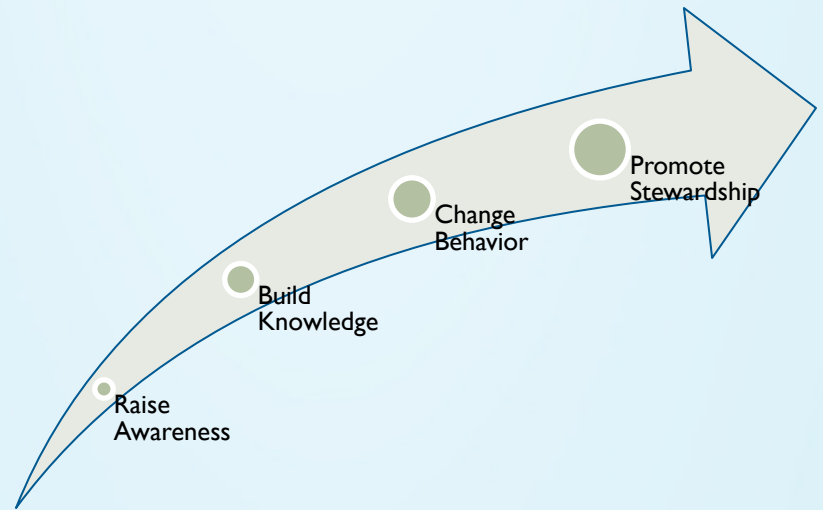 Promote
Stewardship
Change
Behavior
Build
Knowledge
Raise
Awareness